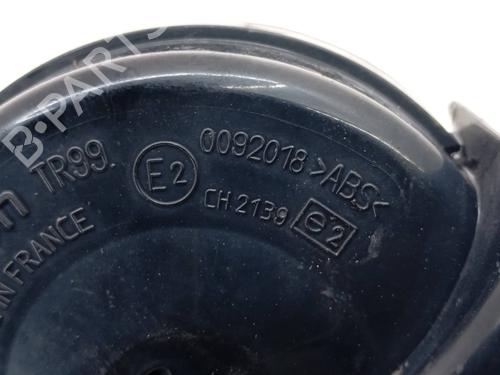 B-PARTS
TR99
E2
0092018 >ABS<
CH 2139 e2
IN FRANCE